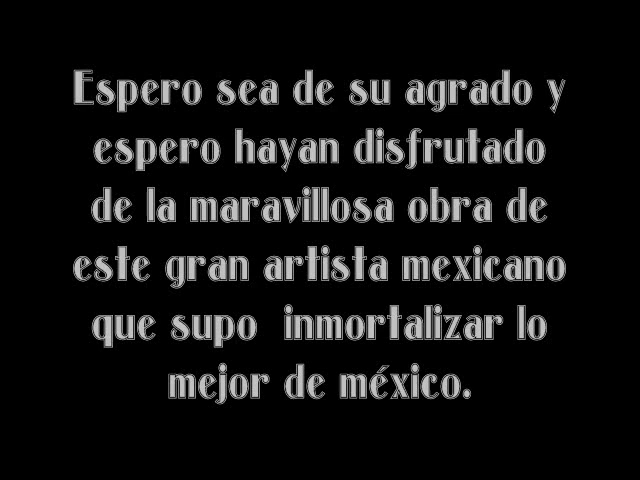 Espero sea de su agrado y
espero hayan disfrutado
de la maravillosa obra de
este gran artista mexicano
que supo  inmortalizar lo
mejor de méxico.